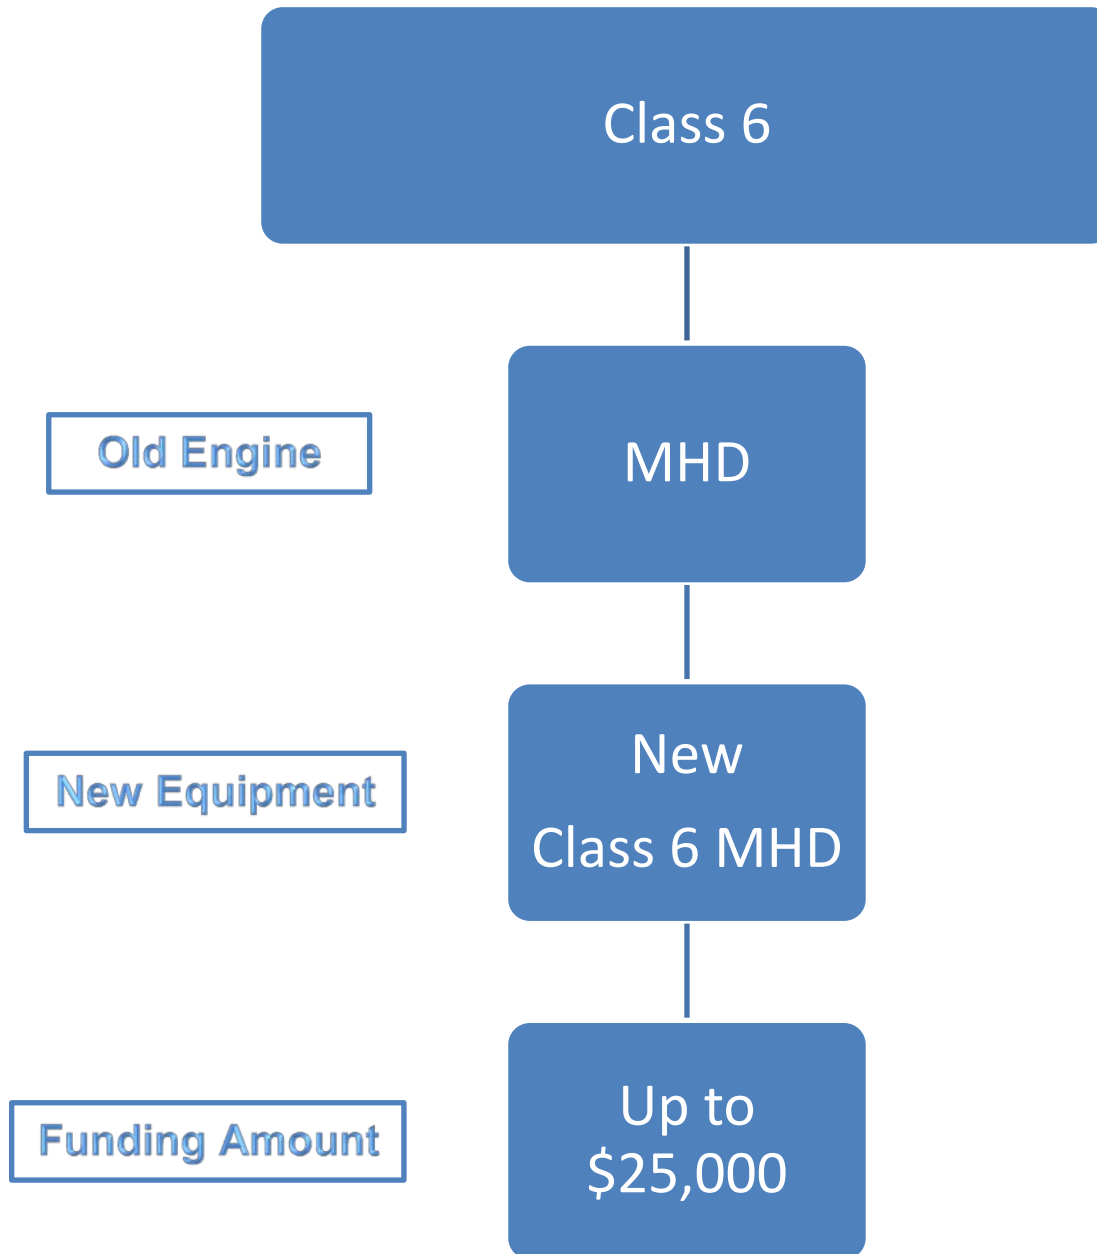 Class 6
Old Engine
MHD
New Equipment
New
Class 6 MHD
Funding Amount
Up to
$25,000